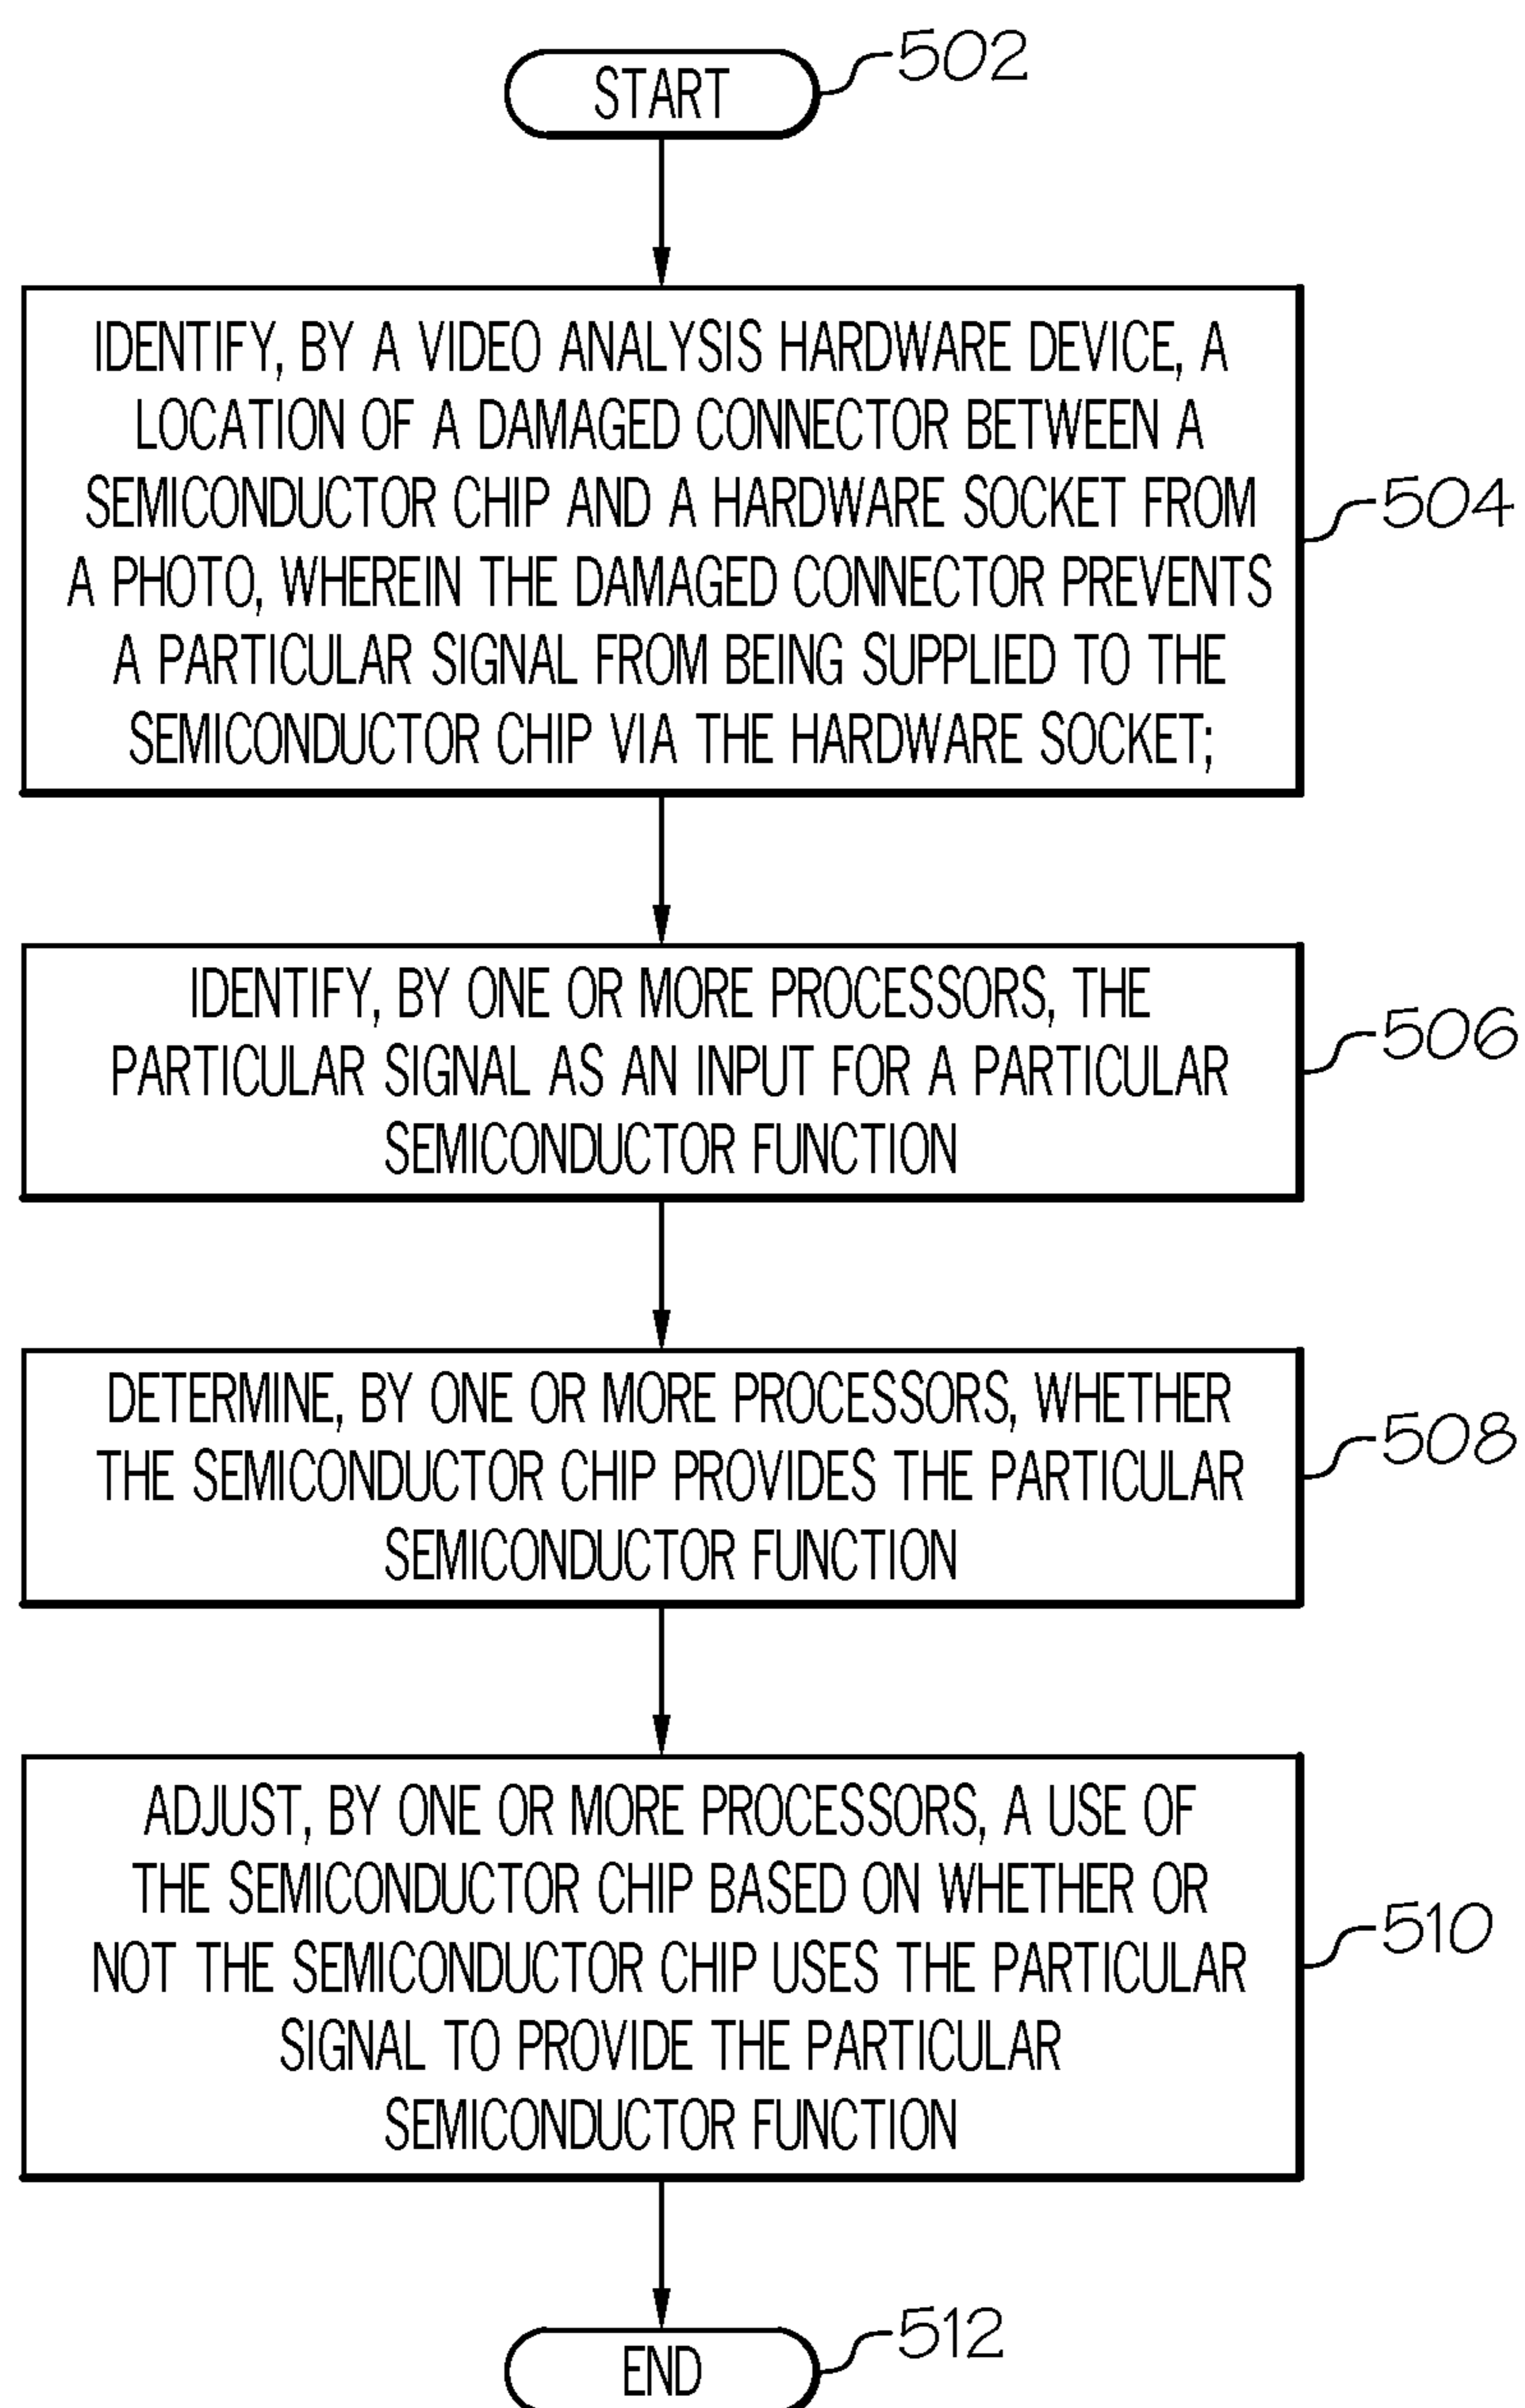 START
502
IDENTIFY, BY A VIDEO ANALYSIS HARDWARE DEVICE, A
LOCATION OF A DAMAGED CONNECTOR BETWEEN A
SEMICONDUCTOR CHIP AND A HARDWARE SOCKET FROM
A PHOTO, WHEREIN THE DAMAGED CONNECTOR PREVENTS
A PARTICULAR SIGNAL FROM BEING SUPPLIED TO THE
SEMICONDUCTOR CHIP VIA THE HARDWARE SOCKET;
504
IDENTIFY, BY ONE OR MORE PROCESSORS, THE
PARTICULAR SIGNAL AS AN INPUT FOR A PARTICULAR
SEMICONDUCTOR FUNCTION
506
DETERMINE, BY ONE OR MORE PROCESSORS, WHETHER
THE SEMICONDUCTOR CHIP PROVIDES THE PARTICULAR
SEMICONDUCTOR FUNCTION
508
ADJUST, BY ONE OR MORE PROCESSORS, A USE OF
THE SEMICONDUCTOR CHIP BASED ON WHETHER OR
NOT THE SEMICONDUCTOR CHIP USES THE PARTICULAR
SIGNAL TO PROVIDE THE PARTICULAR
SEMICONDUCTOR FUNCTION
510
END
512